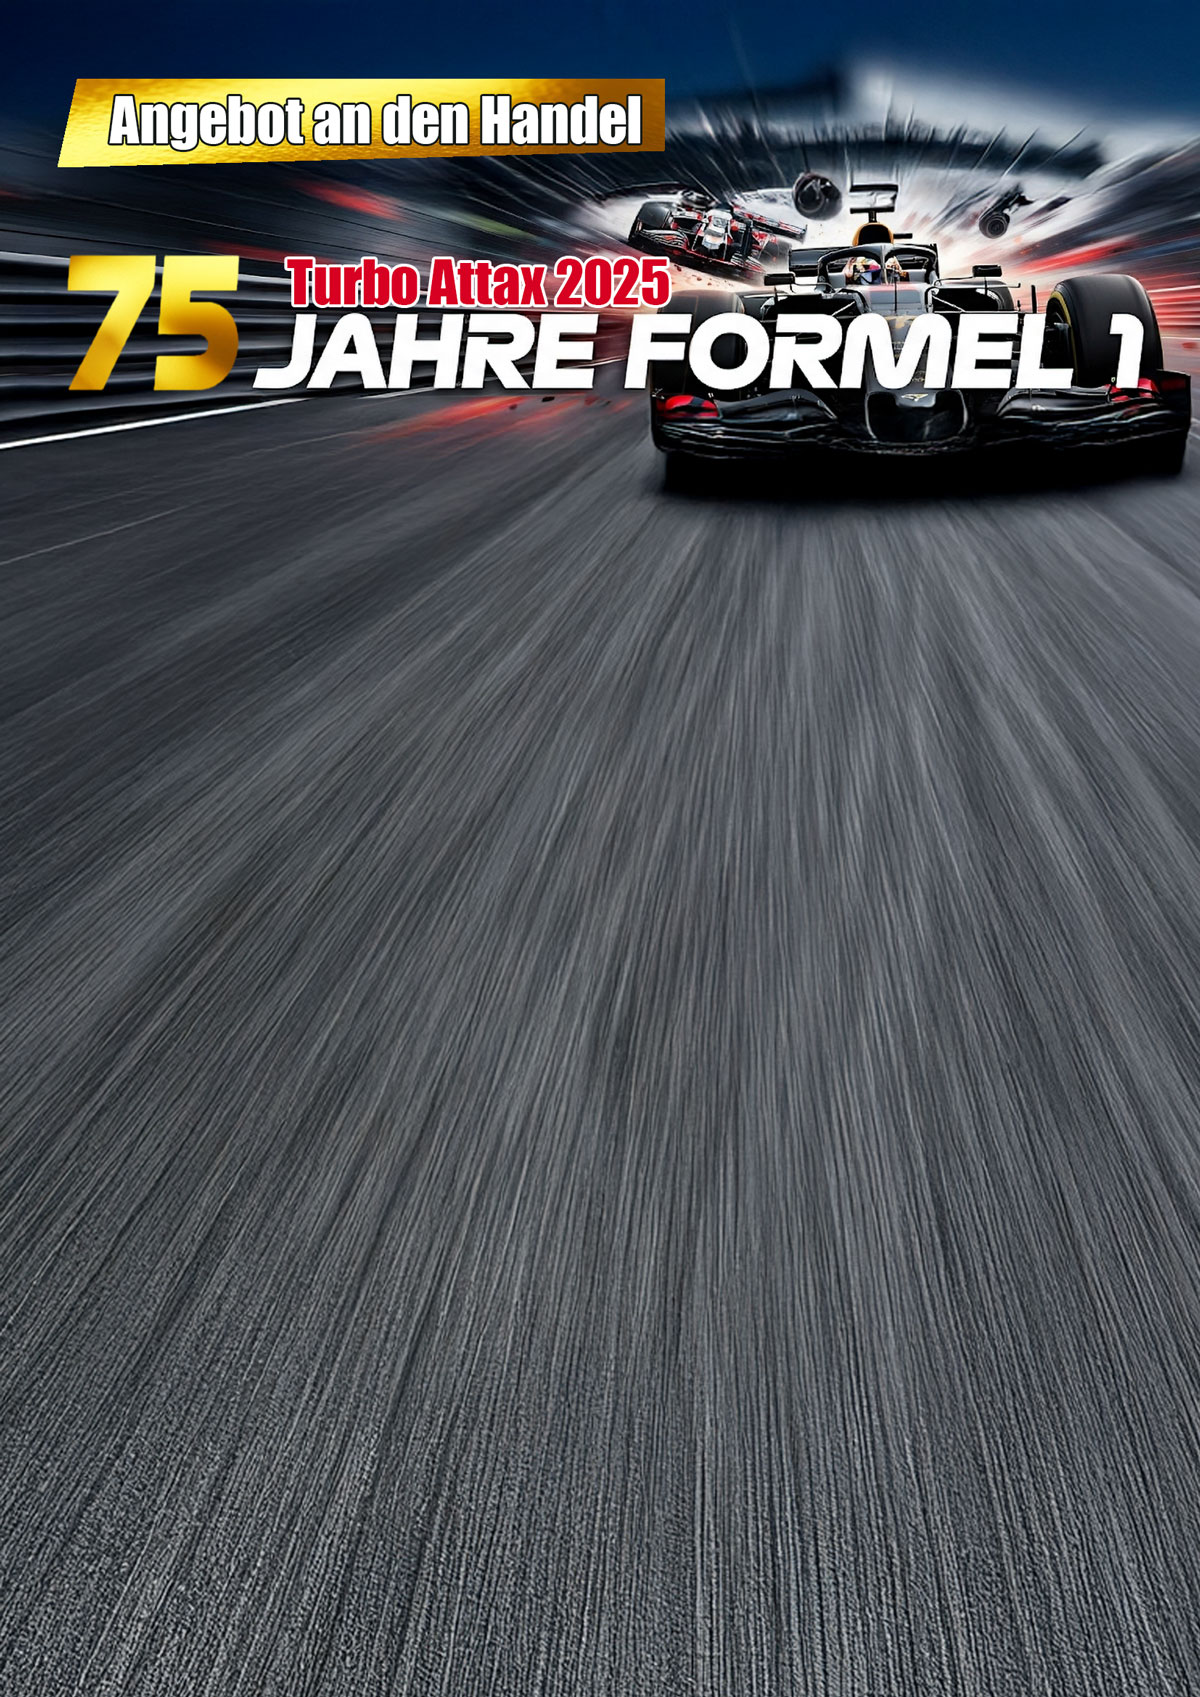 Angebot an den Handel
Turbo Attax 2025
75 JAHRE FORMEL 1